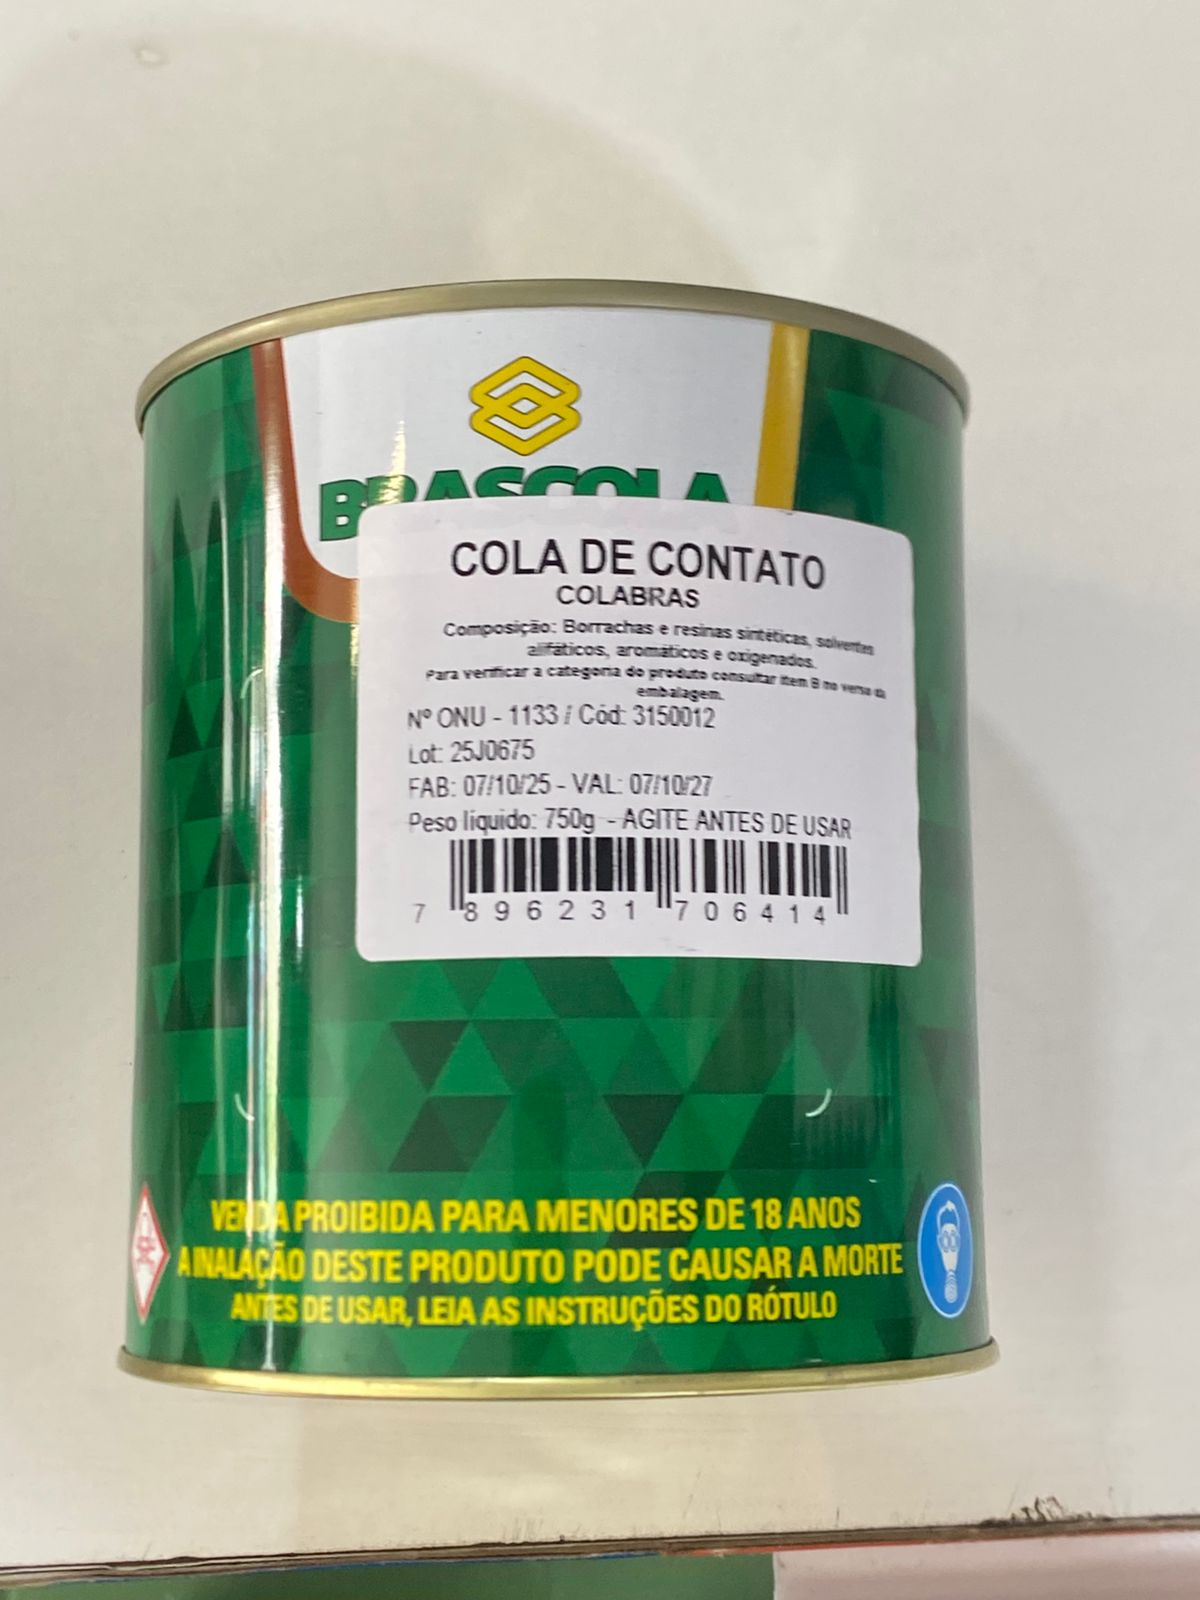 BRASCOLA
COLA DE CONTATO
COLABRAS
Composição: Borrachas e resinas sintéticas, solventes
alifáticos, aromáticos e oxigenados.
Para verificar a categoria do produto consultar item B no verso da
embalagem.
Nº ONU - 1133 / Cód: 3150012
Lot: 25J0675
FAB: 07/10/25 - VAL: 07/10/27
Peso líquido: 750g - AGITE ANTES DE USAR
7 896231 706414
VENDA PROIBIDA PARA MENORES DE 18 ANOS
A INALAÇÃO DESTE PRODUTO PODE CAUSAR A MORTE
ANTES DE USAR, LEIA AS INSTRUÇÕES DO RÓTULO